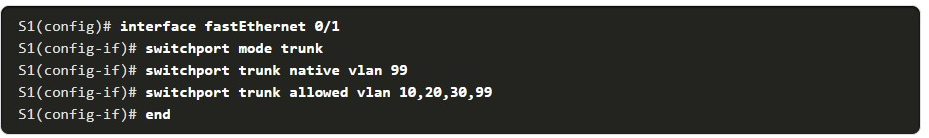 S1(config)# interface fastEthernet 0/1
S1(config-if)# switchport mode trunk
S1(config-if)# switchport trunk native vlan 99
S1(config-if)# switchport trunk allowed vlan 10,20,30,99
S1(config-if)# end